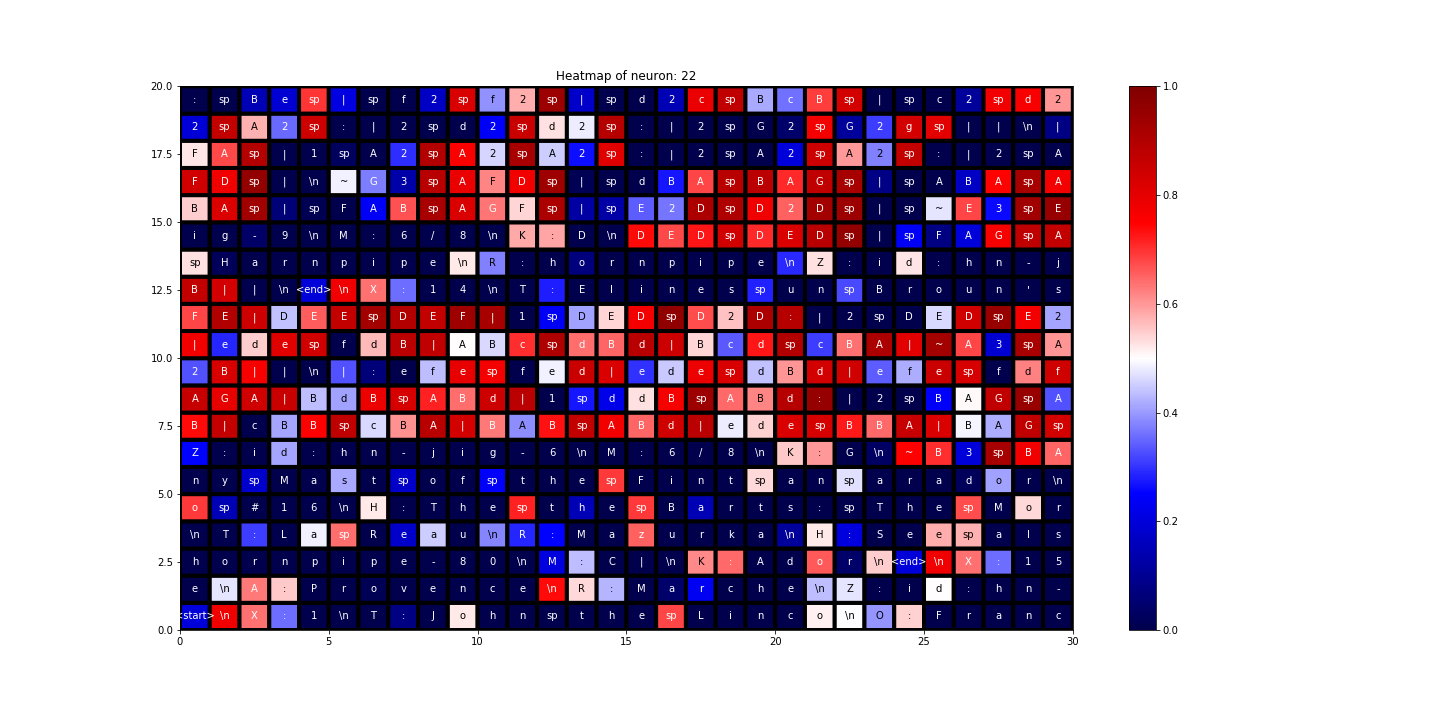 Heatmap of neuron: 22
20.0 : sp B e sp | sp f 2 sp f 2 sp | sp d 2 c sp B c B sp | sp c 2 sp d 2 1.0
2 sp A 2 sp : | 2 sp d 2 sp d 2 sp : | 2 sp G 2 sp G 2 g sp | | \n |
17.5 F A sp | 1 sp A 2 sp A 2 sp A 2 sp : | 2 sp A 2 sp A 2 sp : | 2 sp A
F D sp | \n ~ G 3 sp A F D sp | sp d B A sp B A G sp | sp A B A sp A 0.8
15.0 B A sp | sp F A B sp A G F sp | sp E 2 D sp D 2 D sp | sp ~ E 3 sp E
i g - 9 \n M : 6 / 8 \n K : D \n D E D sp D E D sp | sp F A G sp A
sp H a r n p i p e \n R : h o r n p i p e \n Z : i d : h n - j
12.5 B | | \n <end> \n X : 1 4 \n T : E l i n e s sp u n sp B r o u n ' s 0.6
F E | D E E sp D E F | 1 sp D E D sp D 2 D : | 2 sp D E D sp E 2
10.0 | e d e sp f d B | A B c sp d B d | B c d sp c B A | ~ A 3 sp A
2 B | | \n | : e f e sp f e d | e d e sp d B d | e f e sp f d f
A G A | B d B sp A B d | 1 sp d d B sp A B d : | 2 sp B A G sp A 0.4
7.5 B | c B B sp c B A | B A B sp A B d | e d e sp B B A | B A G sp
Z : i d : h n - j i g - 6 \n M : 6 / 8 \n K : G \n ~ B 3 sp B A
n y sp M a s t sp o f sp t h e sp F i n t sp a n sp a r a d o r \n
5.0 o sp # 1 6 \n H : T h e sp t h e sp B a r t s : sp T h e sp M o r 0.2
\n T : L a sp R e a u \n R : M a z u r k a \n H : S e e sp a l s
2.5 h o r n p i p e - 8 0 \n M : C | \n K : A d o r \n <end> \n X : 1 5
e \n A : P r o v e n c e \n R : M a r c h e \n Z : i d : h n -
0.0 <start> \n X : 1 \n T : J o h n sp t h e sp L i n c o \n O : F r a n c 0.0
0 5 10 15 20 25 30